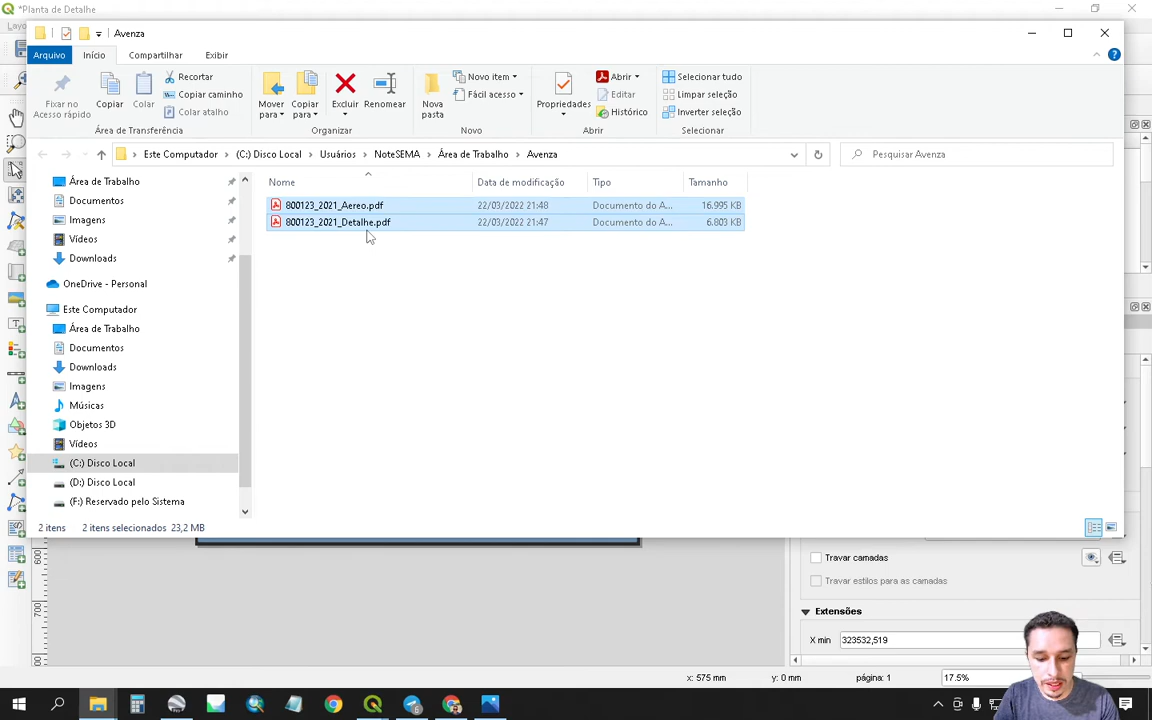 *Planta de Detalhe
Layo
Avenza
Arquivo
Início
Compartilhar
Exibir
Fixar no
Acesso rápido
Copiar
Colar
Recortar
Copiar caminho
Colar atalho
Área de Transferência
Mover
para
Copiar
para
Excluir
Renomear
Organizar
Nova
pasta
Novo item
Fácil acesso
Novo
Propriedades
Abrir
Editar
Histórico
Abrir
Selecionar tudo
Limpar seleção
Inverter seleção
Selecionar
Este Computador
(C:) Disco Local
Usuários
NoteSEMA
Área de Trabalho
Avenza
Pesquisar Avenza
Nome
Data de modificação
Tipo
Tamanho
800123_2021_Aereo.pdf
22/03/2022 21:48
Documento do A...
16.995 KB
800123_2021_Detalhe.pdf
22/03/2022 21:47
Documento do A...
6.803 KB
Área de Trabalho
Documentos
Imagens
Vídeos
Downloads
OneDrive - Personal
Este Computador
Área de Trabalho
Documentos
Downloads
Imagens
Músicas
Objetos 3D
Vídeos
(C:) Disco Local
(D:) Disco Local
(F:) Reservado pelo Sistema
2 itens
2 itens selecionados 23,2 MB
600
700
Travar camadas
Travar estilos para as camadas
Extensões
X min
323532,519
x: 575 mm
y: 0 mm
página: 1
17.5%